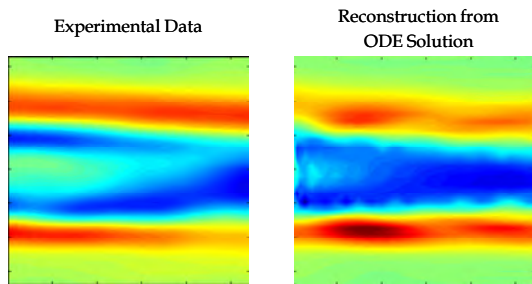 Experimental Data
Reconstruction from
ODE Solution